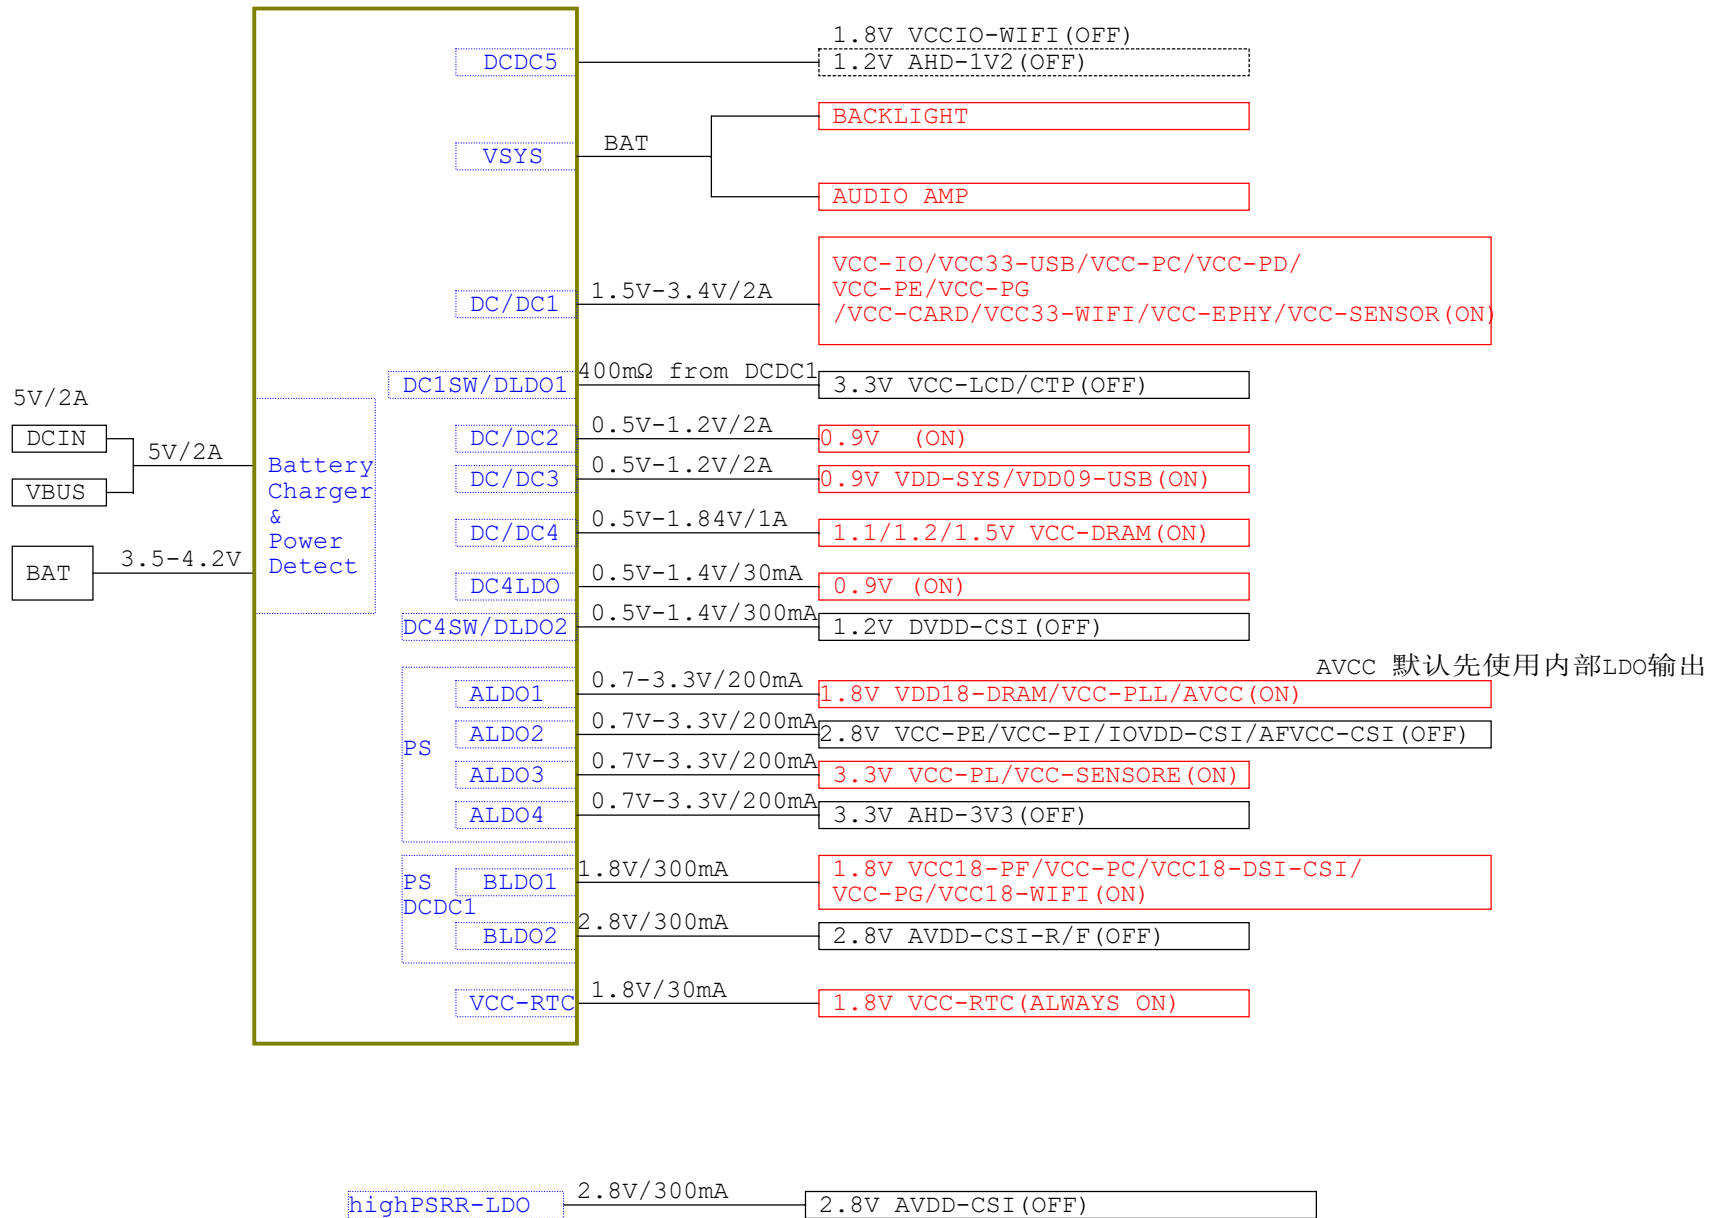 1.8V VCCIO-WIFI(OFF)
DCDC5
1.2V AHD-1V2(OFF)
BACKLIGHT
BAT
VSYS
AUDIO AMP
VCC-IO/VCC33-USB/VCC-PC/VCC-PD/
VCC-PE/VCC-PG
/VCC-CARD/VCC33-WIFI/VCC-EPHY/VCC-SENSOR(ON)
1.5V-3.4V/2A
DC/DC1
400mΩ from DCDC1
DC1SW/DLDO1
3.3V VCC-LCD/CTP(OFF)
5V/2A
DCIN
5V/2A
VBUS
BAT
3.5-4.2V
Battery
Charger
&
Power
Detect
0.5V-1.2V/2A
DC/DC2
0.9V (ON)
0.5V-1.2V/2A
DC/DC3
0.9V VDD-SYS/VDD09-USB(ON)
0.5V-1.84V/1A
DC/DC4
1.1/1.2/1.5V VCC-DRAM(ON)
0.5V-1.4V/30mA
DC4LDO
0.9V (ON)
0.5V-1.4V/300mA
DC4SW/DLDO2
1.2V DVDD-CSI(OFF)
AVCC 默认先使用内部LDO输出
0.7-3.3V/200mA
ALDO1
1.8V VDD18-DRAM/VCC-PLL/AVCC(ON)
0.7V-3.3V/200mA
ALDO2
2.8V VCC-PE/VCC-PI/IOVDD-CSI/AFVCC-CSI(OFF)
PS
0.7V-3.3V/200mA
ALDO3
3.3V VCC-PL/VCC-SENSORE(ON)
0.7V-3.3V/200mA
ALDO4
3.3V AHD-3V3(OFF)
1.8V/300mA
PS
DCDC1
BLDO1
1.8V VCC18-PF/VCC-PC/VCC18-DSI-CSI/
VCC-PG/VCC18-WIFI(ON)
2.8V/300mA
BLDO2
2.8V AVDD-CSI-R/F(OFF)
1.8V/30mA
VCC-RTC
1.8V VCC-RTC(ALWAYS ON)
2.8V/300mA
highPSRR-LDO
2.8V AVDD-CSI(OFF)